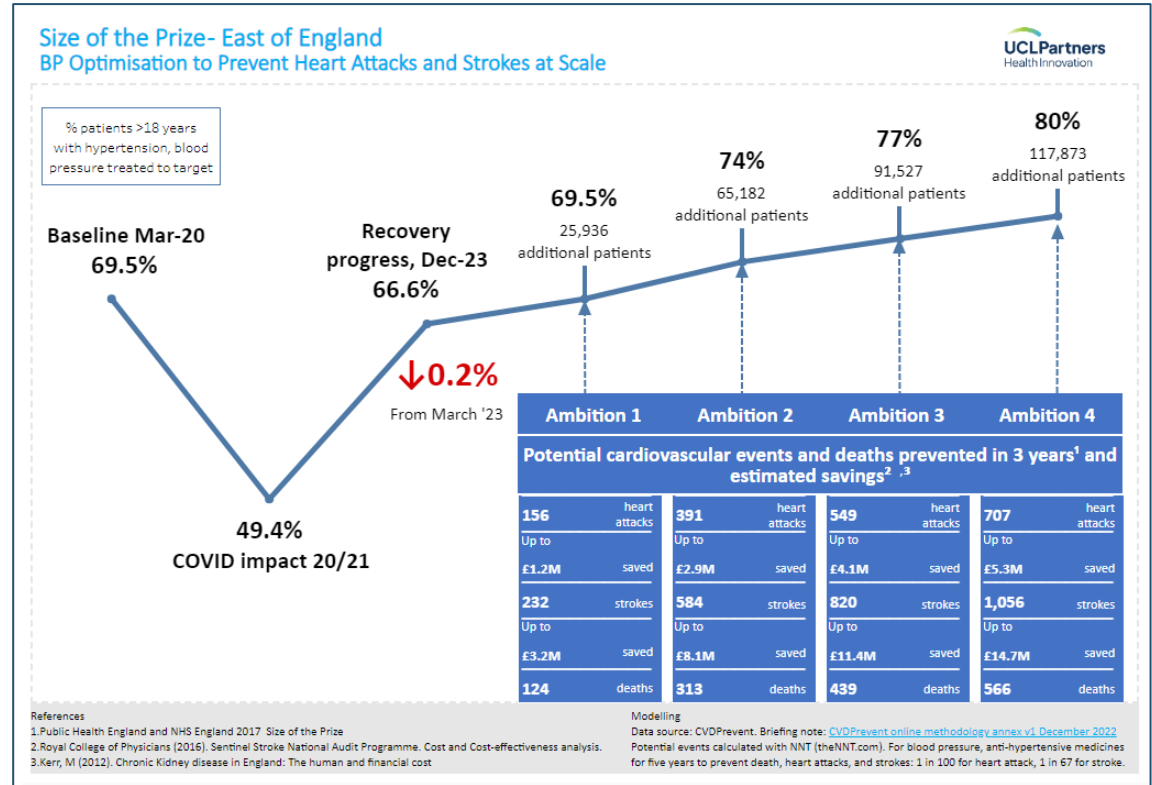 Size of the Prize- East of England
BP Optimisation to Prevent Heart Attacks and Strokes at Scale
UCLPartners
Health Innovation
% patients >18 years
with hypertension, blood
pressure treated to target
Baseline Mar-20
69.5%
49.4%
COVID impact 20/21
Recovery
progress, Dec-23
66.6%
↓0.2%
From March '23
69.5%
25,936
additional patients
74%
65,182
additional patients
77%
91,527
additional patients
80%
117,873
additional patients
Ambition 1 Ambition 2 Ambition 3 Ambition 4
Potential cardiovascular events and deaths prevented in 3 years¹ and
estimated savings² ,³
156 heart attacks 391 heart attacks 549 heart attacks 707 heart attacks
Up to Up to Up to Up to
£1.2M saved £2.9M saved £4.1M saved £5.3M saved
232 strokes 584 strokes 820 strokes 1,056 strokes
Up to Up to Up to Up to
£3.2M saved £8.1M saved £11.4M saved £14.7M saved
124 deaths 313 deaths 439 deaths 566 deaths
References
1.Public Health England and NHS England 2017 Size of the Prize
2.Royal College of Physicians (2016). Sentinel Stroke National Audit Programme. Cost and Cost-effectiveness analysis.
3.Kerr, M (2012). Chronic Kidney disease in England: The human and financial cost
Modelling
Data source: CVDPrevent. Briefing note: CVDPrevent online methodology annex v1 December 2022
Potential events calculated with NNT (theNNT.com). For blood pressure, anti-hypertensive medicines
for five years to prevent death, heart attacks, and strokes: 1 in 100 for heart attack, 1 in 67 for stroke.